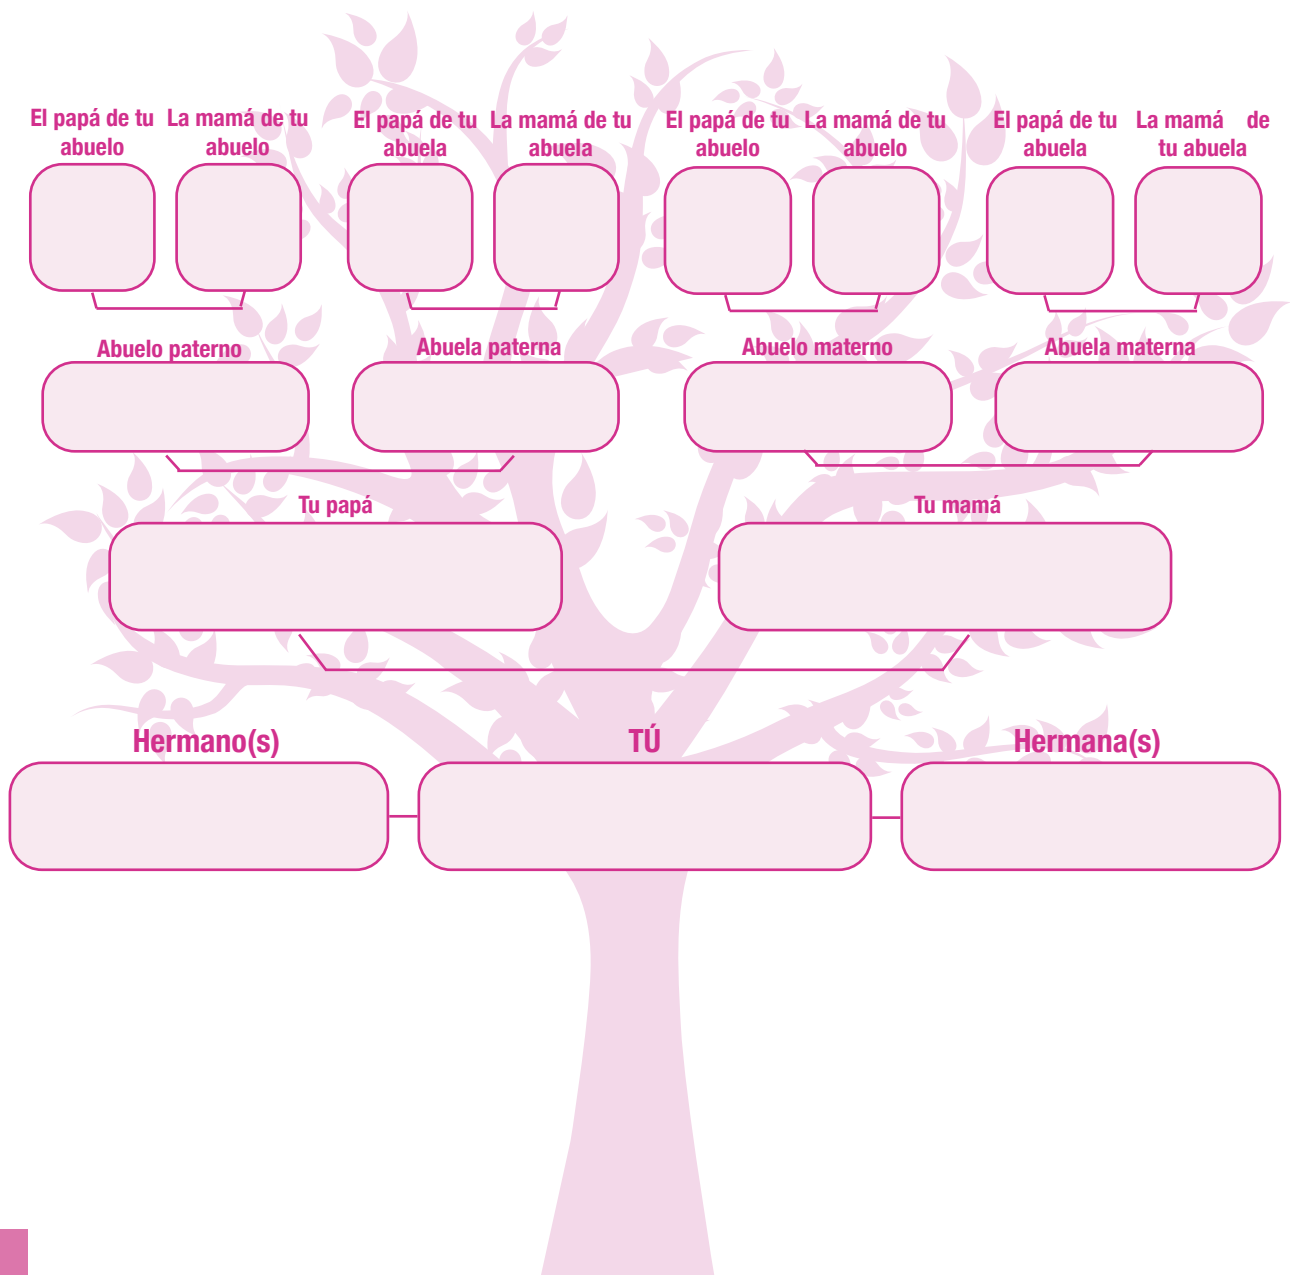 El papá de tu abuelo
La mamá de tu abuelo
El papá de tu abuela
La mamá de tu abuela
El papá de tu abuelo
La mamá de tu abuelo
El papá de tu abuela
La mamá de tu abuela
Abuelo paterno
Abuela paterna
Abuelo materno
Abuela materna
Tu papá
Tu mamá
Hermano(s)
TÚ
Hermana(s)